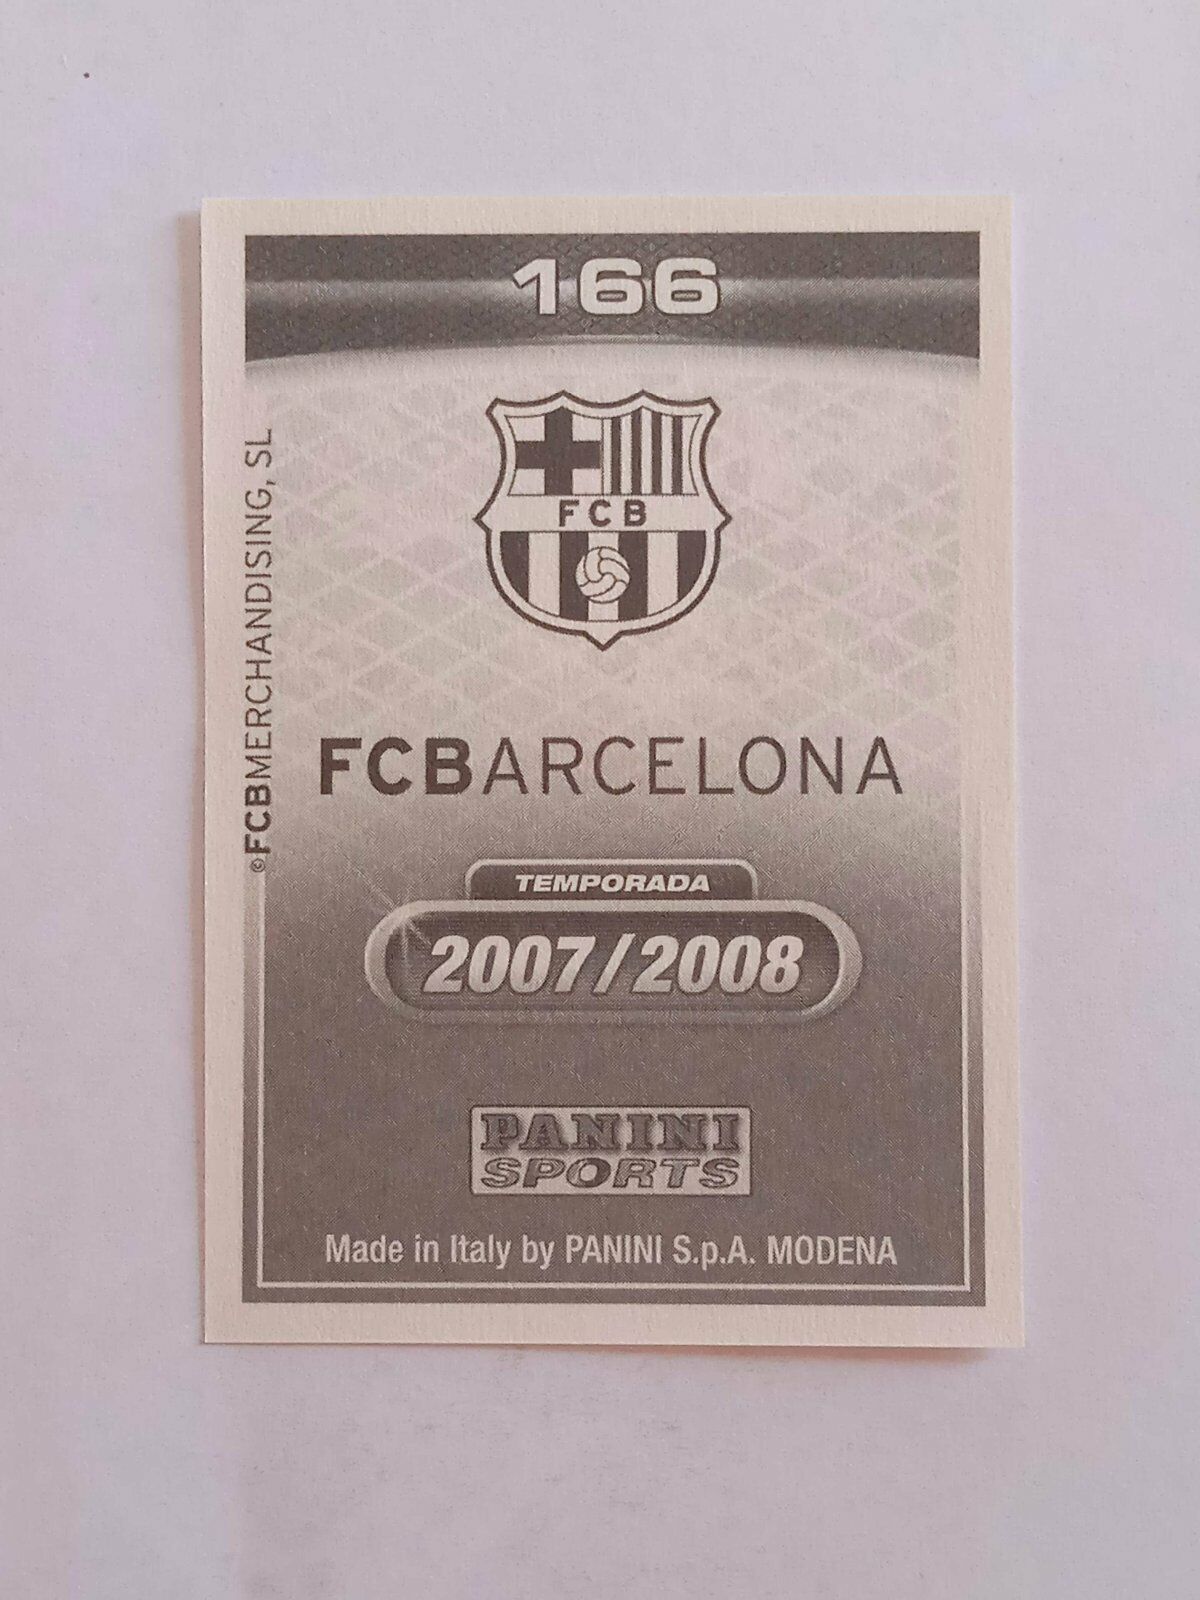 166
FCB
FCBARCELONA
©FCBMERCHANDISING, SL
TEMPORADA
2007/2008
PANINI
SPORTS
Made in Italy by PANINI S.p.A. MODENA